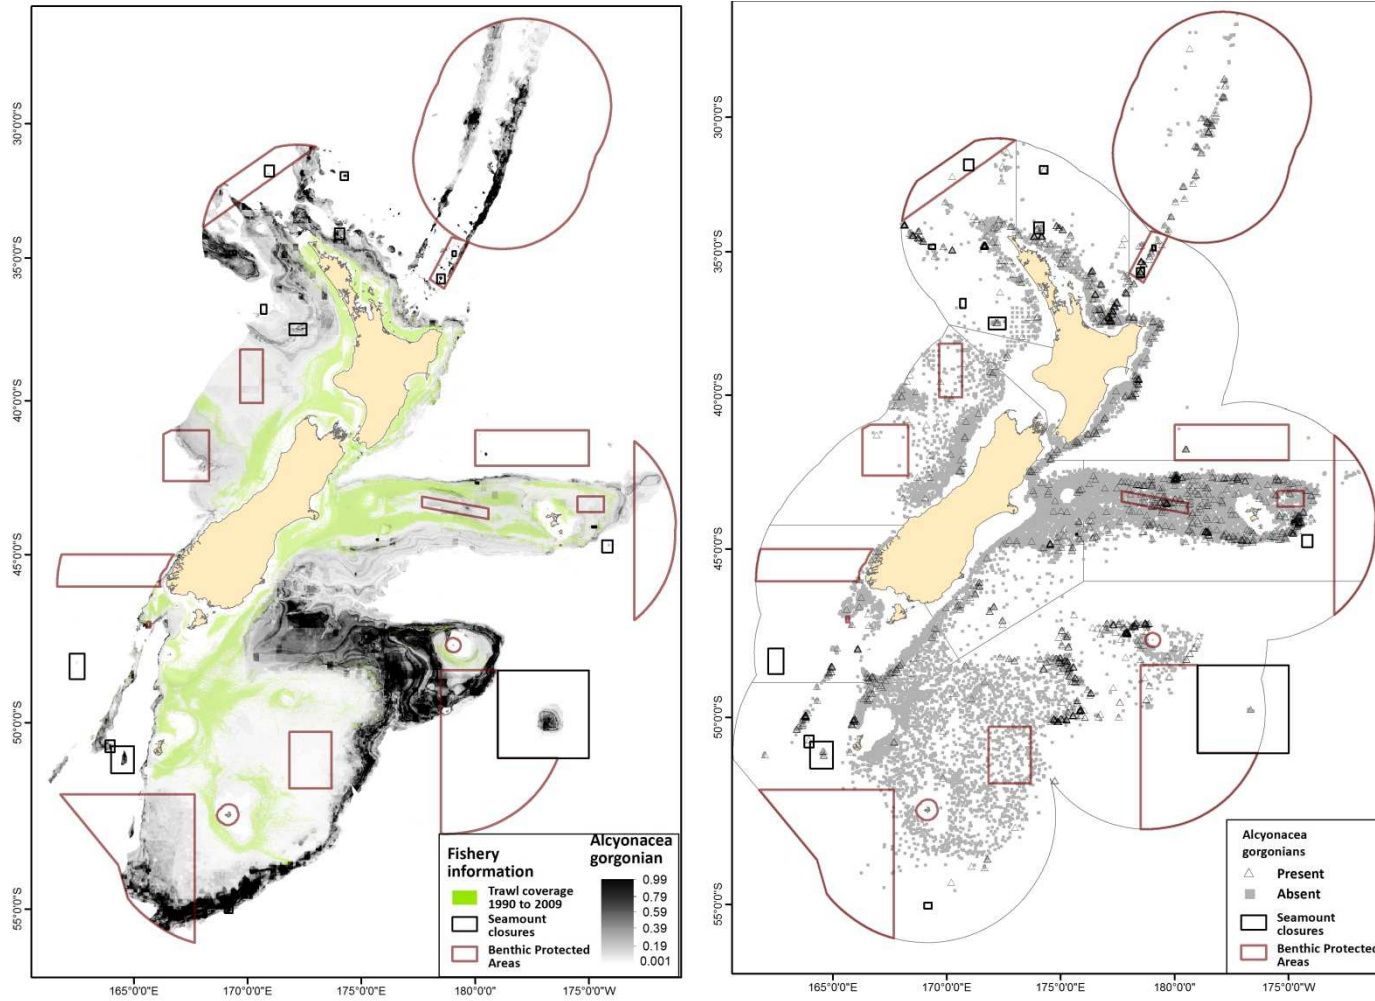 30°0'0"S
35°0'0"S
40°0'0"S
45°0'0"S
50°0'0"S
55°0'0"S
165°0'0"E
170°0'0"E
175°0'0"E
180°0'0"
175°0'0"W
Fishery
information
Trawl coverage
1990 to 2009
Seamount
closures
Benthic Protected
Areas
Alcyonacea
gorgonian
0.99
0.79
0.59
0.39
0.19
0.001
30°0'0"S
35°0'0"S
40°0'0"S
45°0'0"S
50°0'0"S
55°0'0"S
165°0'0"E
170°0'0"E
175°0'0"E
180°0'0"
175°0'0"W
Alcyonacea
gorgonians
Present
Absent
Seamount
closures
Benthic Protected
Areas